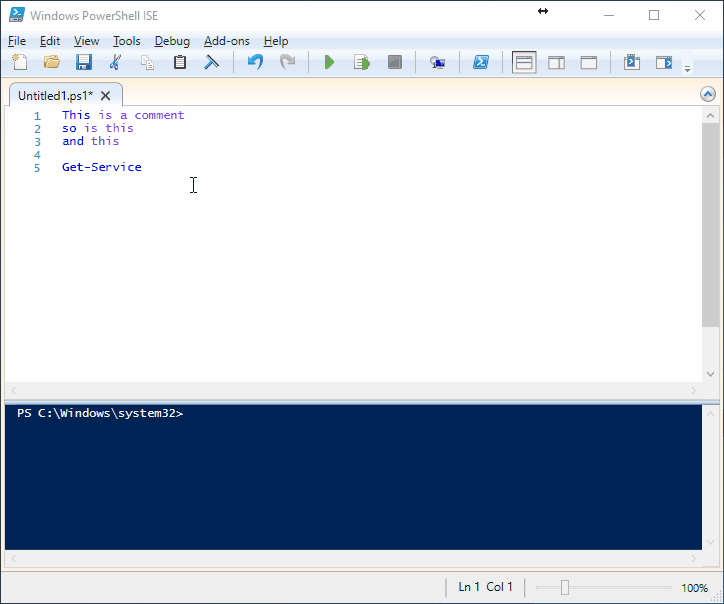 Windows PowerShell ISE
File Edit View Tools Debug Add-ons Help
Untitled1.ps1*
1 This is a comment
2 so is this
3 and this
4
5 Get-Service
PS C:\Windows\system32>
Ln 1 Col 1 100%